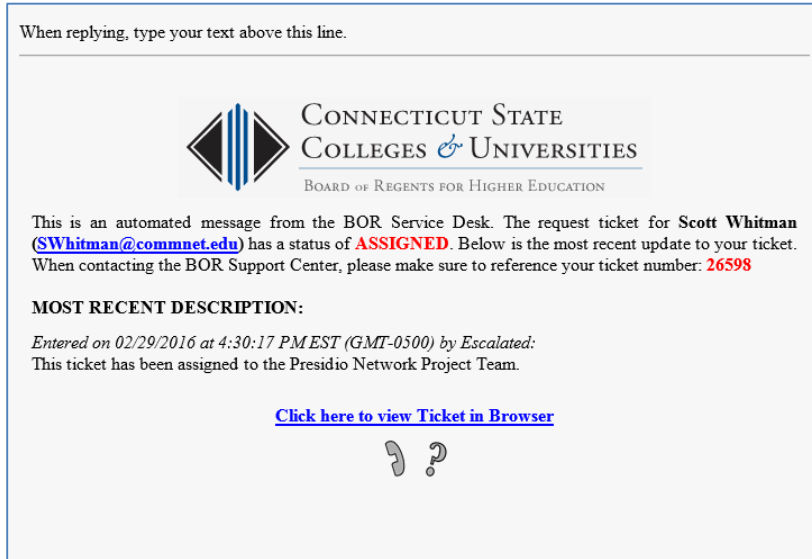 When replying, type your text above this line.
CONNECTICUT STATE
COLLEGES & UNIVERSITIES
BOARD OF REGENTS FOR HIGHER EDUCATION
This is an automated message from the BOR Service Desk. The request ticket for Scott Whitman
(SWhitman@commnet.edu) has a status of ASSIGNED. Below is the most recent update to your ticket.
When contacting the BOR Support Center, please make sure to reference your ticket number: 26598
MOST RECENT DESCRIPTION:
Entered on 02/29/2016 at 4:30:17 PM EST (GMT-0500) by Escalated:
This ticket has been assigned to the Presidio Network Project Team.
Click here to view Ticket in Browser
?